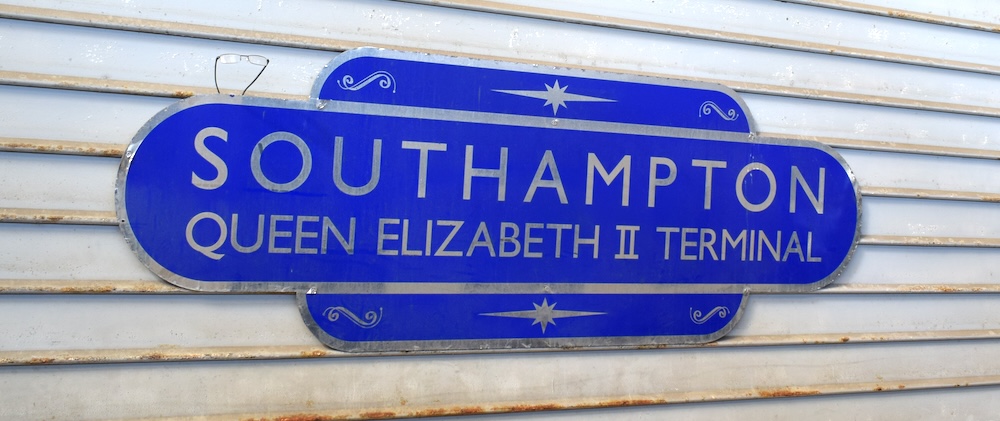 SOUTHAMPTON
QUEEN ELIZABETH II TERMINAL